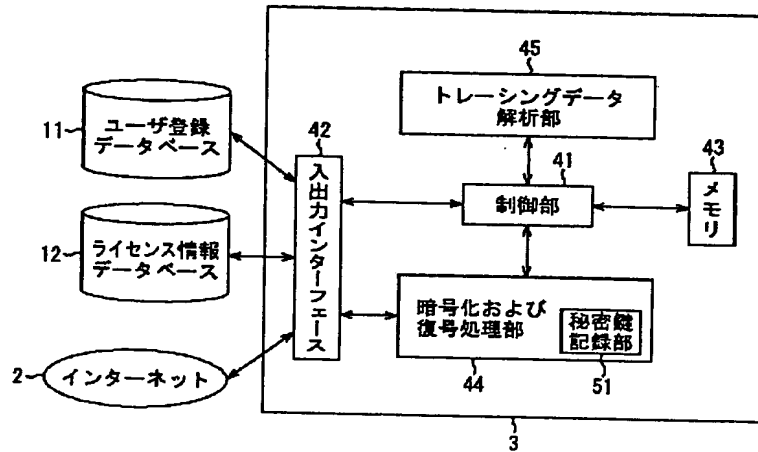 45
トレーシングデータ
解析部
11
ユーザ登録
データベース
42
入出力インターフェース
41
制御部
43
メモリ
12
ライセンス情報
データベース
暗号化および
復号処理部
秘密鍵
記録部
44
51
2
インターネット
3